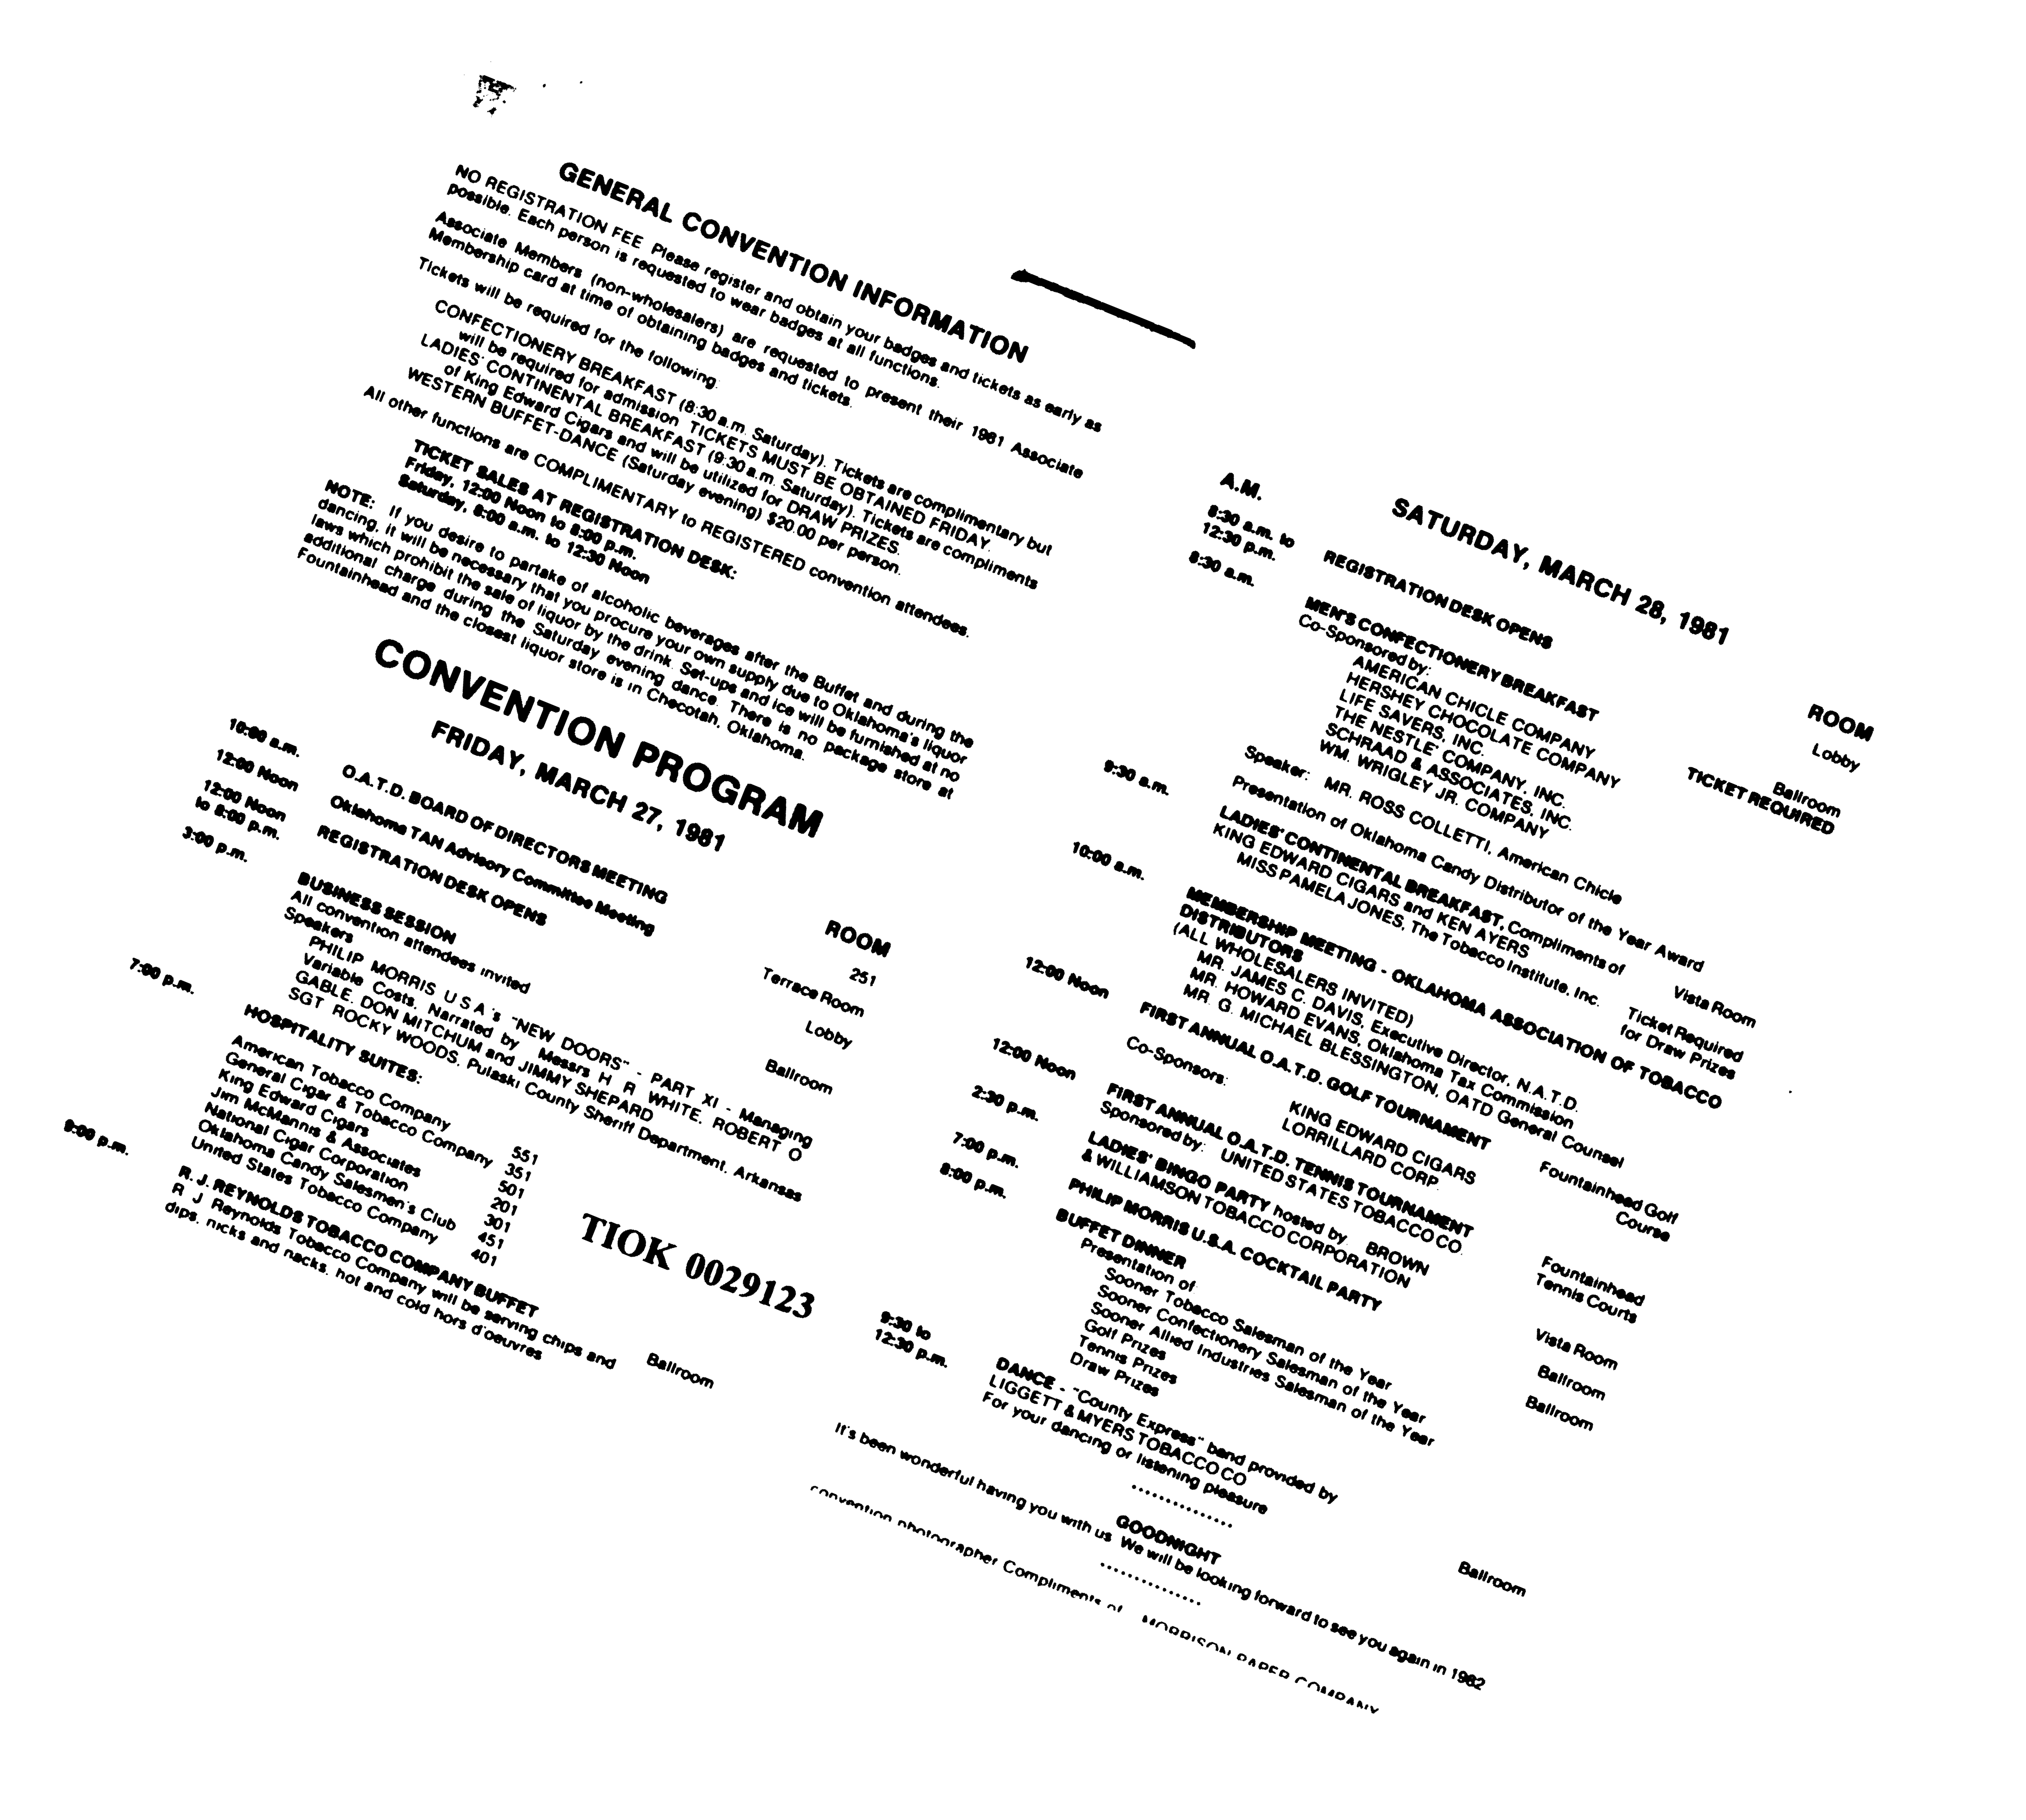 GENERAL CONVENTION INFORMATION
NO REGISTRATION FEE Please register and obtain your badges and tickets as early as
possible. Each person is requested to wear badges at all functions.
Associate Members (non-wholesalers) are requested to present their 1981 Associate
Membership card at time of obtaining badges and tickets.
Tickets will be required for the following:
CONFECTIONERY BREAKFAST (8:30 a.m. Saturday). Tickets are complimentary but
will be required for admission. TICKETS MUST BE OBTAINED FRIDAY.
LADIES' CONTINENTAL BREAKFAST (9:30 a.m. Saturday). Tickets are compliments
of King Edward Cigars and will be utilized for DRAW PRIZES.
WESTERN BUFFET-DANCE (Saturday evening) $20.00 per person.
All other functions are COMPLIMENTARY to REGISTERED convention attendees.
TICKET SALES AT REGISTRATION DESK:
Friday, 12:00 Noon to 8:00 p.m.
Saturday, 8:00 a.m. to 12:30 Noon
NOTE: If you desire to partake of alcoholic beverages after the Buffet and during the
dancing, it will be necessary that you procure your own supply due to Oklahoma's liquor
laws which prohibit the sale of liquor by the drink. Set-ups and ice will be furnished at no
additional charge during the Saturday evening dance. There is no package store at
Fountainhead and the closest liquor store is in Checotah, Oklahoma.
CONVENTION PROGRAM
FRIDAY, MARCH 27, 1981
ROOM
10:00 a.m. O.A.T.D. BOARD OF DIRECTORS MEETING 251
12:00 Noon Oklahoma TAN Advisory Committee Meeting Terrace Room
12:00 Noon
to 8:00 p.m. REGISTRATION DESK OPENS Lobby
3:00 p.m. BUSINESS SESSION Ballroom
All convention attendees invited
Speakers
PHILIP MORRIS U S A 's "NEW DOORS" - PART XI - Managing
Variable Costs, Narrated by Messrs H R WHITE, ROBERT O
GABLE, DON MITCHUM and JIMMY SHEPARD
SGT ROCKY WOODS, Pulaski County Sheriff Department, Arkansas
7:00 p.m. HOSPITALITY SUITES:
American Tobacco Company 551
General Cigar & Tobacco Company 351
King Edward Cigars 501
Jim McMannis & Associates 201
National Cigar Corporation 301
Oklahoma Candy Salesmen's Club 451
United States Tobacco Company 401
9:00 p.m. R. J. REYNOLDS TOBACCO COMPANY BUFFET
R J Reynolds Tobacco Company will be serving chips and
dips, nicks and nacks, hot and cold hors d'oeuvres Ballroom
TIOK 0029123
SATURDAY, MARCH 28, 1981
A.M. ROOM
8:30 a.m. to
12:30 p.m. REGISTRATION DESK OPENS Lobby
8:30 a.m. MEN'S CONFECTIONERY BREAKFAST Ballroom
Co-Sponsored by: TICKET REQUIRED
AMERICAN CHICLE COMPANY
HERSHEY CHOCOLATE COMPANY
LIFE SAVERS, INC.
THE NESTLE' COMPANY, INC.
SCHRAAD & ASSOCIATES, INC.
WM. WRIGLEY JR. COMPANY
Speaker: MR. ROSS COLLETTI, American Chicle
Presentation of Oklahoma Candy Distributor of the Year Award
9:30 a.m. LADIES' CONTINENTAL BREAKFAST, Compliments of Vista Room
KING EDWARD CIGARS and KEN AYERS Ticket Required
MISS PAMELA JONES, The Tobacco Institute, Inc. for Draw Prizes
10:00 a.m. MEMBERSHIP MEETING - OKLAHOMA ASSOCIATION OF TOBACCO
DISTRIBUTORS
(ALL WHOLESALERS INVITED)
MR. JAMES C. DAVIS, Executive Director, N.A.T.D.
MR. HOWARD EVANS, Oklahoma Tax Commission
MR. G. MICHAEL BLESSINGTON, OATD General Counsel
12:00 Noon FIRST ANNUAL O.A.T.D. GOLF TOURNAMENT Fountainhead Golf
Co-Sponsors: KING EDWARD CIGARS Course
LORRILLARD CORP.
12:00 Noon FIRST ANNUAL O.A.T.D. TENNIS TOURNAMENT Fountainhead
Sponsored by: UNITED STATES TOBACCO CO. Tennis Courts
2:30 p.m. LADIES' BINGO PARTY hosted by BROWN
& WILLIAMSON TOBACCO CORPORATION Vista Room
7:00 p.m. PHILIP MORRIS U.S.A. COCKTAIL PARTY Ballroom
8:00 p.m. BUFFET DINNER Ballroom
Presentation of
Sooner Tobacco Salesman of the Year
Sooner Confectionery Salesman of the Year
Sooner Allied Industries Salesman of the Year
Golf Prizes
Tennis Prizes
Draw Prizes
9:30 to
12:30 p.m. DANCE - "County Express" band provided by
LIGGETT & MYERS TOBACCO CO
For your dancing or listening pleasure Ballroom
..............
GOODNIGHT
It's been wonderful having you with us We will be looking forward to see you again in 1982
..............
convention photographer Compliments of MORRISON PAPER COMPANY